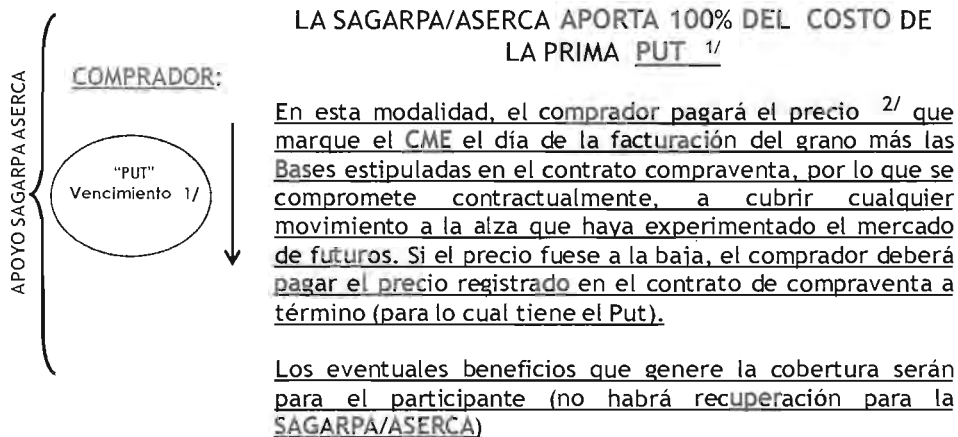 LA SAGARPA/ASERCA APORTA 100% DEL COSTO DE
LA PRIMA PUT 1/
APOYO SAGARPA ASERCA
COMPRADOR:
“PUT”
Vencimiento 1/
En esta modalidad, el comprador pagará el precio 2/ que
marque el CME el día de la facturación del grano más las
Bases estipuladas en el contrato compraventa, por lo que se
compromete contractualmente, a cubrir cualquier
movimiento a la alza que haya experimentado el mercado
de futuros. Si el precio fuese a la baja, el comprador deberá
pagar el precio registrado en el contrato de compraventa a
término (para lo cual tiene el Put).
Los eventuales beneficios que genere la cobertura serán
para el participante (no habrá recuperación para la
SAGARPA/ASERCA)